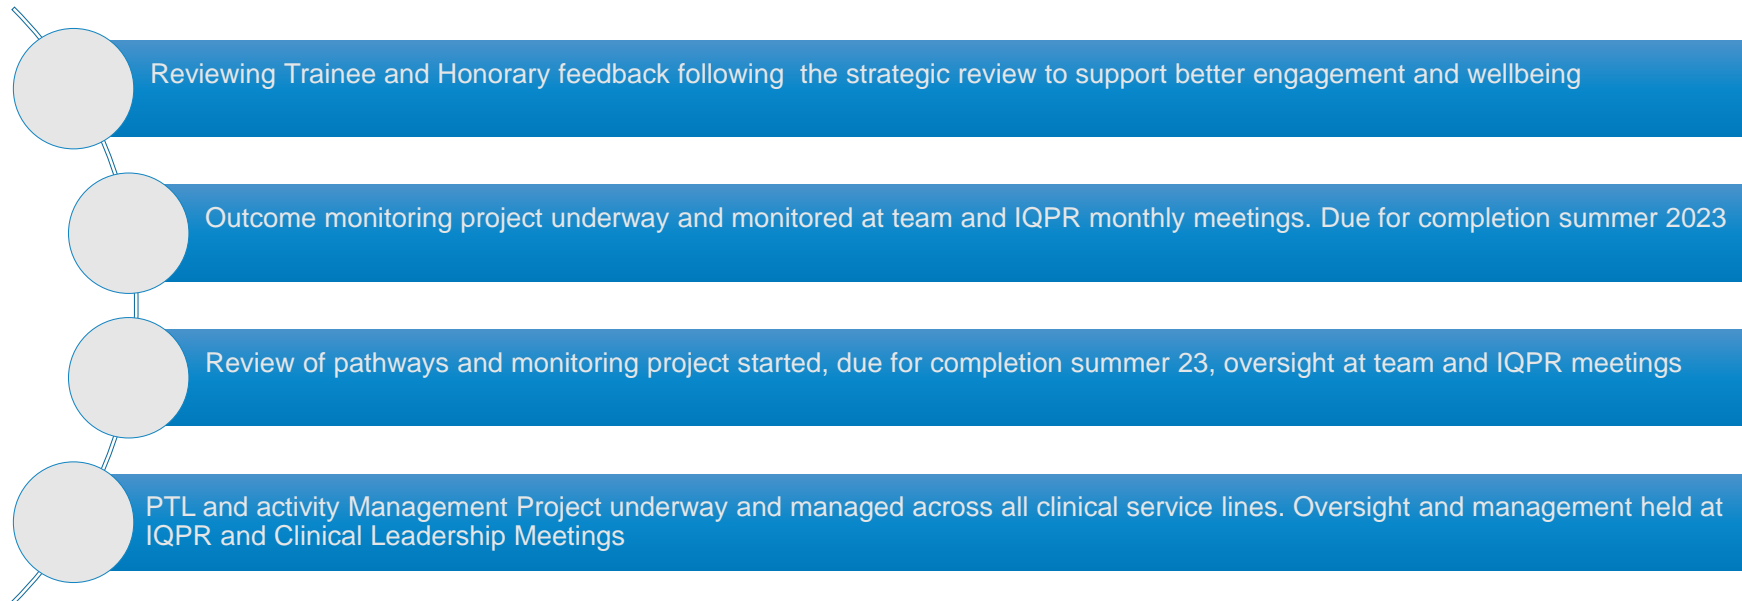 Reviewing Trainee and Honorary feedback following  the strategic review to support better engagement and wellbeing
Outcome monitoring project underway and monitored at team and IQPR monthly meetings. Due for completion summer 2023
Review of pathways and monitoring project started, due for completion summer 23, oversight at team and IQPR meetings
PTL and activity Management Project underway and managed across all clinical service lines. Oversight and management held at
IQPR and Clinical Leadership Meetings